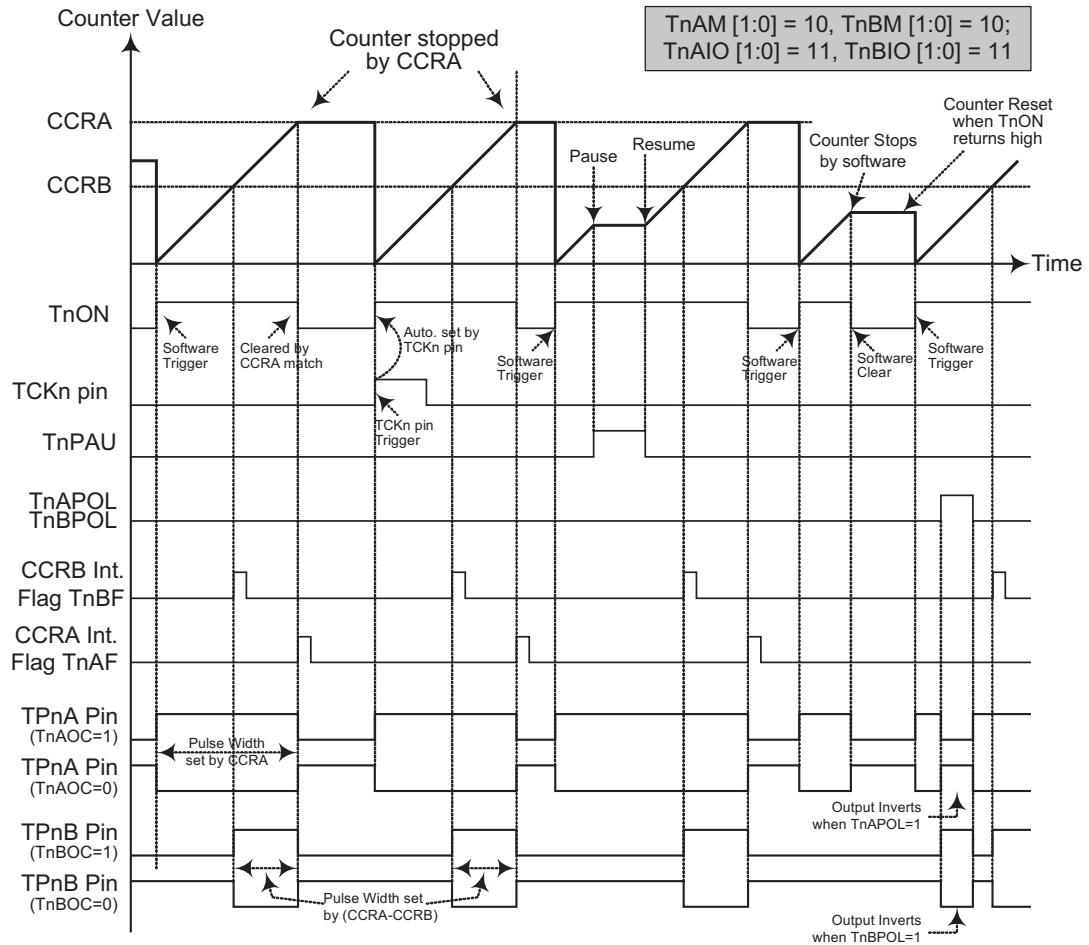 Counter Value
TnAM [1:0] = 10, TnBM [1:0] = 10;
TnAIO [1:0] = 11, TnBIO [1:0] = 11
Counter stopped
by CCRA
Counter Reset
when TnON
returns high
CCRA
Counter Stops
by software
Pause
Resume
CCRB
Time
TnON
Software
Trigger
Cleared by
CCRA match
Auto. set by
TCKn pin
Software
Trigger
Software
Trigger
Software
Clear
Software
Trigger
TCKn pin
TCKn pin
Trigger
TnPAU
TnAPOL
TnBPOL
CCRB Int.
Flag TnBF
CCRA Int.
Flag TnAF
TPnA Pin
(TnAOC=1)
Pulse Width
set by CCRA
TPnA Pin
(TnAOC=0)
Output Inverts
when TnAPOL=1
TPnB Pin
(TnBOC=1)
TPnB Pin
(TnBOC=0)
Pulse Width set
by (CCRA-CCRB)
Output Inverts
when TnBPOL=1